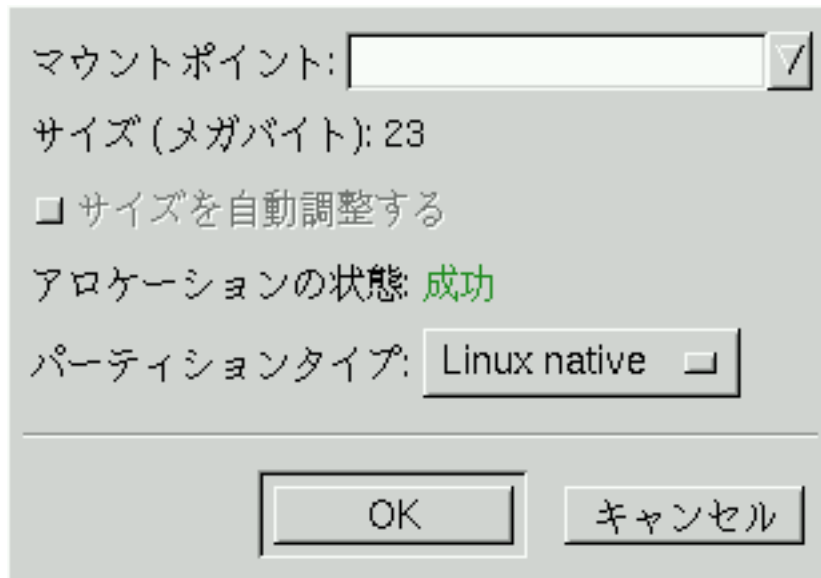 マウントポイント:
サイズ (メガバイト): 23
サイズを自動調整する
アロケーションの状態: 成功
パーティションタイプ: Linux native
OK キャンセル